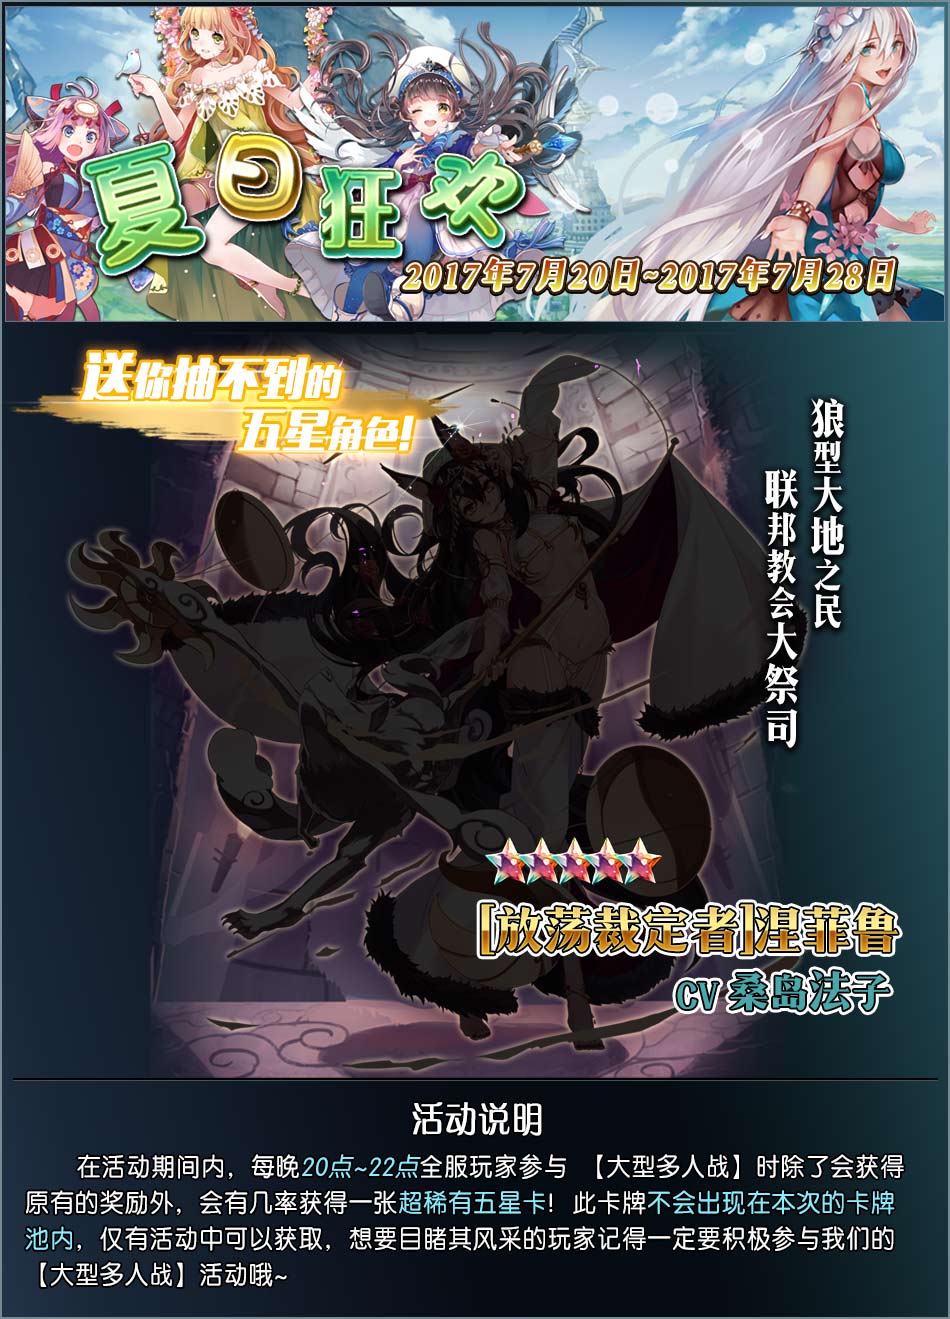 夏日狂欢
2017年7月20日~2017年7月28日
送你抽不到的
五星角色!
狼型大地之民
联邦教会大祭司
[放荡裁定者]涅菲鲁
CV 桑岛法子
活动说明
在活动期间内，每晚20点~22点全服玩家参与 【大型多人战】时除了会获得
原有的奖励外，会有几率获得一张超稀有五星卡！此卡牌不会出现在本次的卡牌
池内，仅有活动中可以获取，想要目睹其风采的玩家记得一定要积极参与我们的
【大型多人战】活动哦~